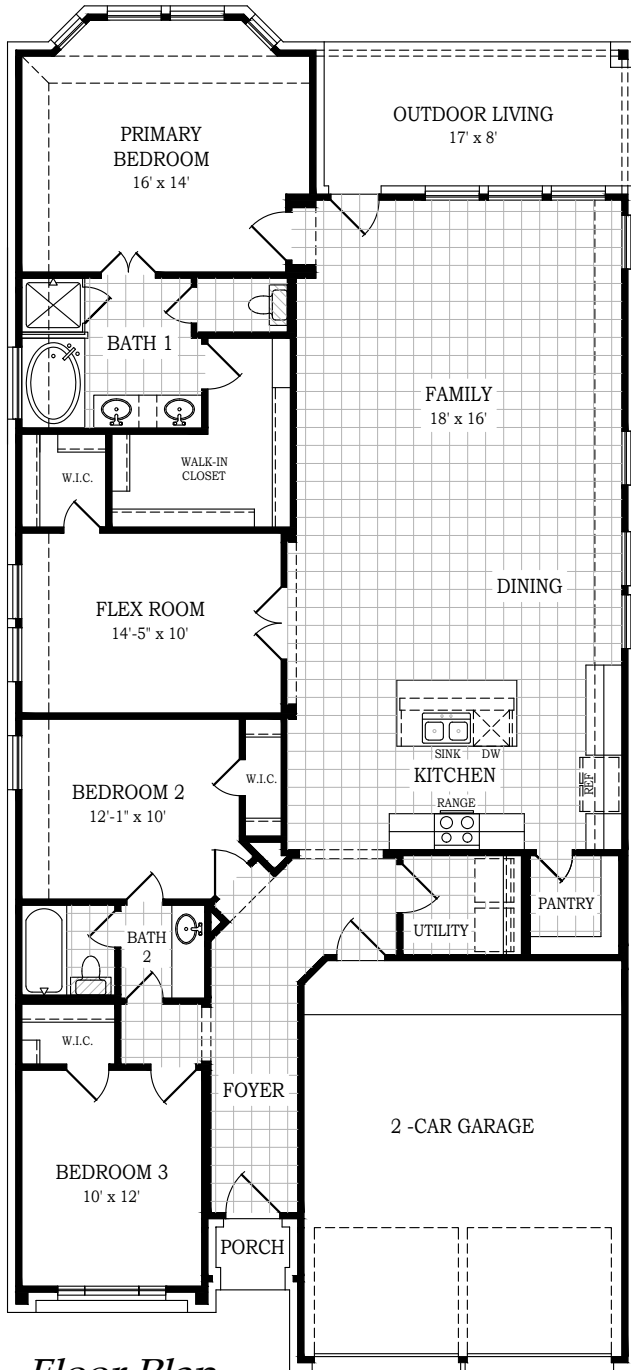 OUTDOOR LIVING
17' x 8'
PRIMARY
BEDROOM
16' x 14'
BATH 1
FAMILY
18' x 16'
W.I.C.
WALK-IN
CLOSET
FLEX ROOM
14'-5" x 10'
DINING
SINK DW
KITCHEN
REF
RANGE
BEDROOM 2
12'-1" x 10'
W.I.C.
BATH
2
UTILITY
PANTRY
W.I.C.
FOYER
2 -CAR GARAGE
BEDROOM 3
10' x 12'
PORCH
Floor Plan